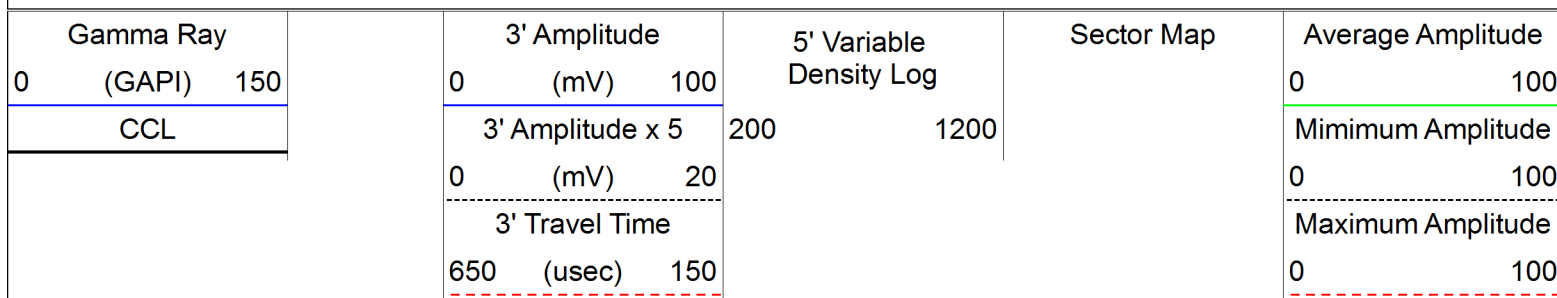 Gamma Ray
0 (GAPI) 150
CCL
3' Amplitude
0 (mV) 100
3' Amplitude x 5
0 (mV) 20
3' Travel Time
650 (usec) 150
5' Variable
Density Log
200 1200
Sector Map
Average Amplitude
0 100
Mimimum Amplitude
0 100
Maximum Amplitude
0 100